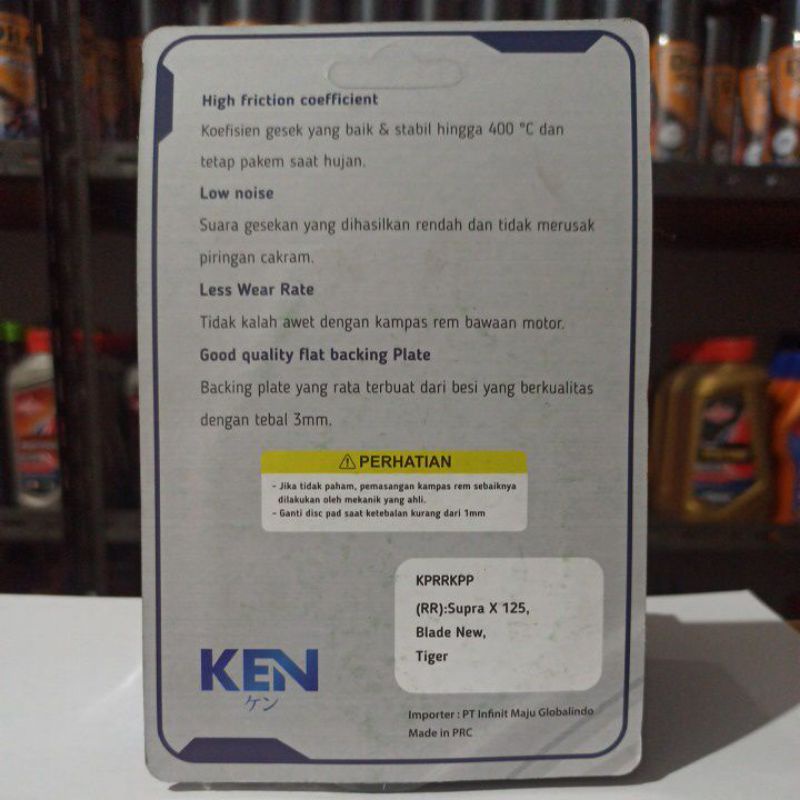 High friction coefficient
Koefisien gesek yang baik & stabil hingga 400 °C dan
tetap pakem saat hujan.
Low noise
Suara gesekan yang dihasilkan rendah dan tidak merusak
piringan cakram.
Less Wear Rate
Tidak kalah awet dengan kampas rem bawaan motor.
Good quality flat backing Plate
Backing plate yang rata terbuat dari besi yang berkualitas
dengan tebal 3mm.
⚠ PERHATIAN
- Jika tidak paham, pemasangan kampas rem sebaiknya
dilakukan oleh mekanik yang ahli.
- Ganti disc pad saat ketebalan kurang dari 1mm
KPRRKPP
(RR):Supra X 125,
Blade New,
Tiger
KEN
ケン
Importer : PT Infinit Maju Globalindo
Made in PRC